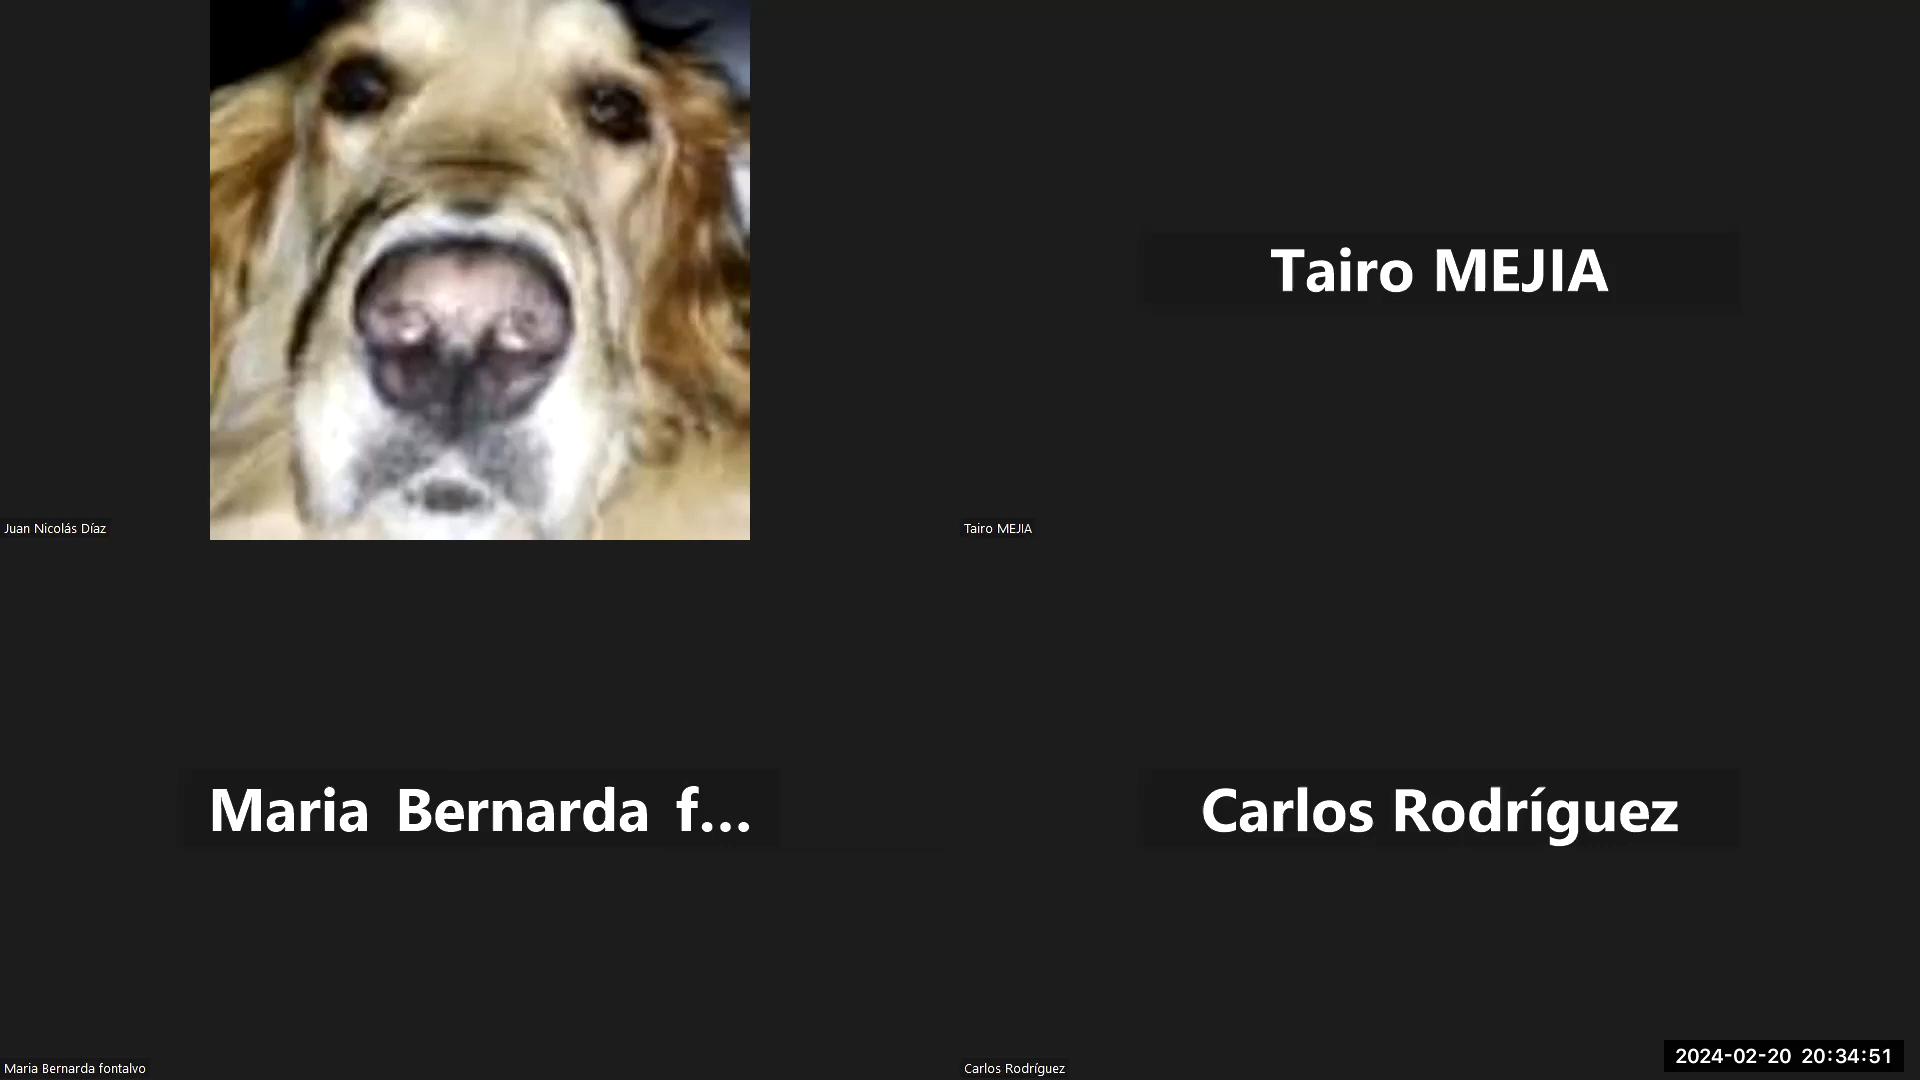 Tairo MEJIA
Juan Nicolás Díaz
Tairo MEJIA
Maria Bernarda f...
Carlos Rodríguez
Maria Bernarda fontalvo
Carlos Rodríguez
2024-02-20 20:34:51